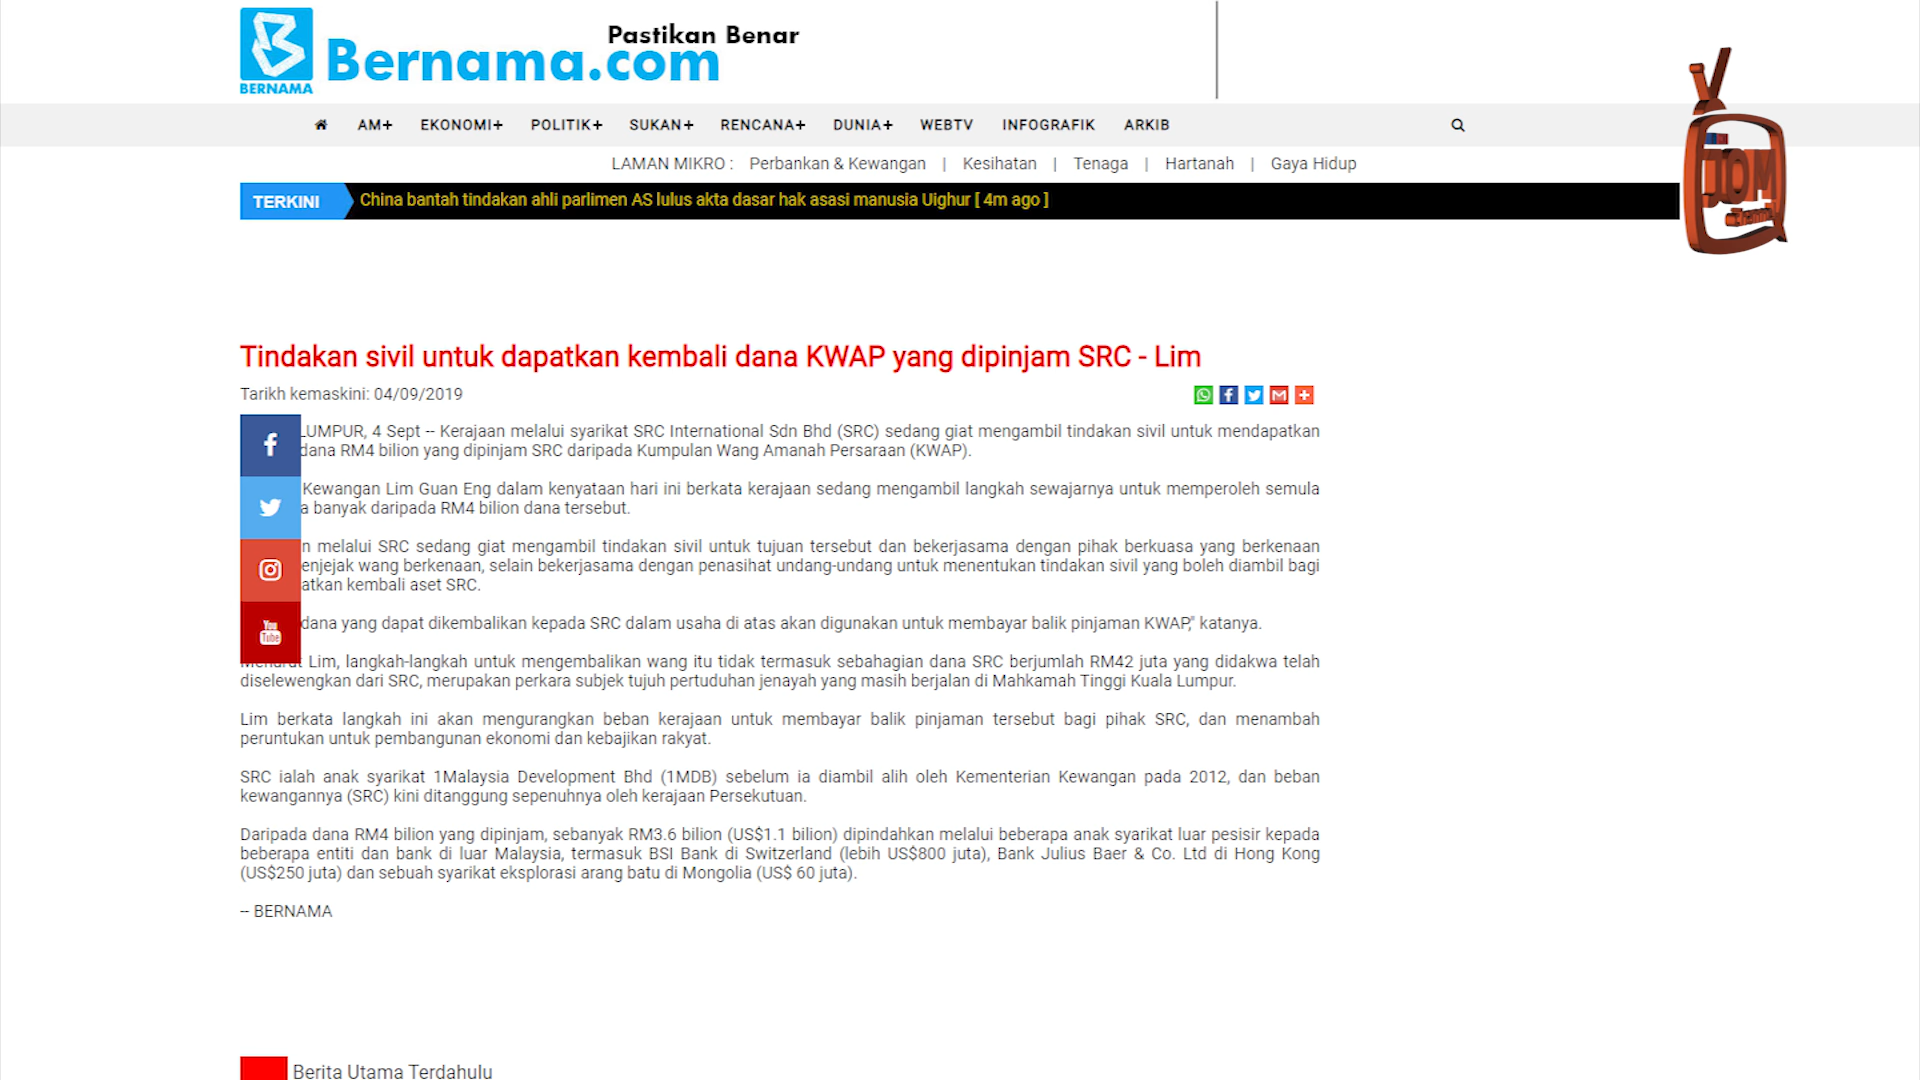 Pastikan Benar
BERNAMA
Bernama.com
AM+ EKONOMI+ POLITIK+ SUKAN+ RENCANA+ DUNIA+ WEBTV INFOGRAFIK ARKIB
LAMAN MIKRO : Perbankan & Kewangan | Kesihatan | Tenaga | Hartanah | Gaya Hidup
TERKINI China bantah tindakan ahli parlimen AS lulus akta dasar hak asasi manusia Uighur [ 4m ago ]
JOM
Tindakan sivil untuk dapatkan kembali dana KWAP yang dipinjam SRC - Lim
Tarikh kemaskini: 04/09/2019
LUMPUR, 4 Sept -- Kerajaan melalui syarikat SRC International Sdn Bhd (SRC) sedang giat mengambil tindakan sivil untuk mendapatkan
dana RM4 bilion yang dipinjam SRC daripada Kumpulan Wang Amanah Persaraan (KWAP).
Kewangan Lim Guan Eng dalam kenyataan hari ini berkata kerajaan sedang mengambil langkah sewajarnya untuk memperoleh semula
a banyak daripada RM4 bilion dana tersebut.
n melalui SRC sedang giat mengambil tindakan sivil untuk tujuan tersebut dan bekerjasama dengan pihak berkuasa yang berkenaan
enjejak wang berkenaan, selain bekerjasama dengan penasihat undang-undang untuk menentukan tindakan sivil yang boleh diambil bagi
atkan kembali aset SRC.
dana yang dapat dikembalikan kepada SRC dalam usaha di atas akan digunakan untuk membayar balik pinjaman KWAP," katanya.
You Tube
Lim, langkah-langkah untuk mengembalikan wang itu tidak termasuk sebahagian dana SRC berjumlah RM42 juta yang didakwa telah
diselewengkan dari SRC, merupakan perkara subjek tujuh pertuduhan jenayah yang masih berjalan di Mahkamah Tinggi Kuala Lumpur.
Lim berkata langkah ini akan mengurangkan beban kerajaan untuk membayar balik pinjaman tersebut bagi pihak SRC, dan menambah
peruntukan untuk pembangunan ekonomi dan kebajikan rakyat.
SRC ialah anak syarikat 1Malaysia Development Bhd (1MDB) sebelum ia diambil alih oleh Kementerian Kewangan pada 2012, dan beban
kewangannya (SRC) kini ditanggung sepenuhnya oleh kerajaan Persekutuan.
Daripada dana RM4 bilion yang dipinjam, sebanyak RM3.6 bilion (US$1.1 bilion) dipindahkan melalui beberapa anak syarikat luar pesisir kepada
beberapa entiti dan bank di luar Malaysia, termasuk BSI Bank di Switzerland (lebih US$800 juta), Bank Julius Baer & Co. Ltd di Hong Kong
(US$250 juta) dan sebuah syarikat eksplorasi arang batu di Mongolia (US$ 60 juta).
-- BERNAMA
Berita Utama Terdahulu